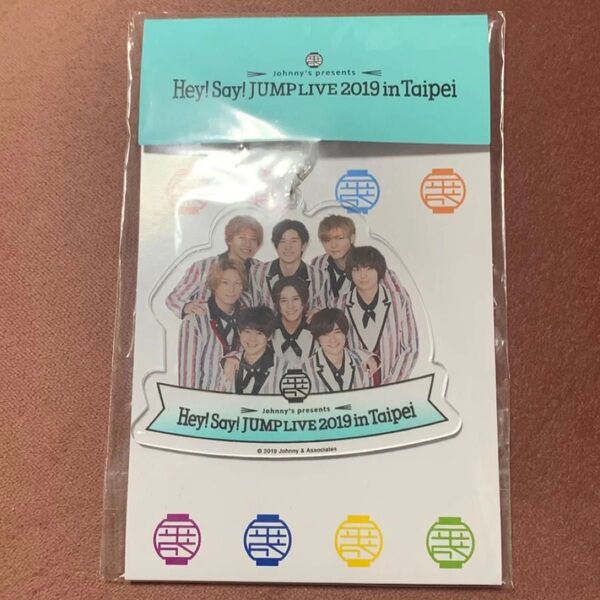 Johnny's presents
Hey! Say! JUMP LIVE 2019 in Taipei
Johnny's presents
Hey! Say! JUMP LIVE 2019 in Taipei
© 2019 Johnny & Associates